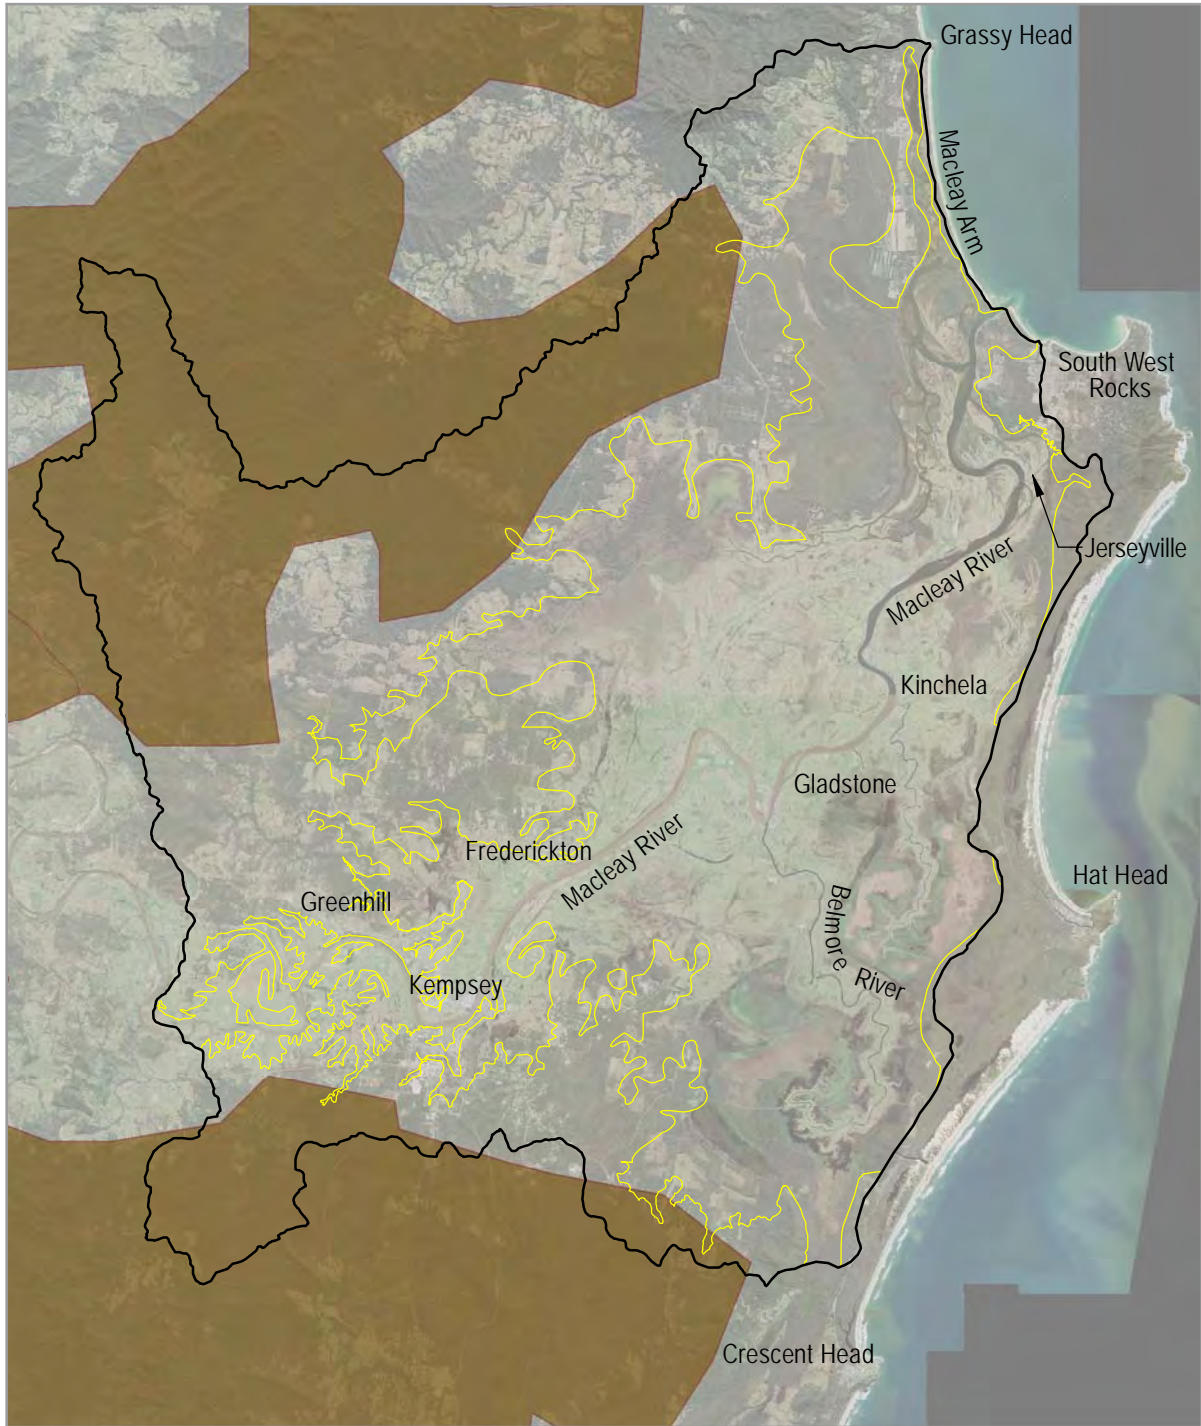 Grassy Head
Macleay Arm
South West
Rocks
Jerseyville
Macleay River
Kinchela
Gladstone
Macleay River
Frederickton
Hat Head
Greenhill
Belmore River
Kempsey
Crescent Head